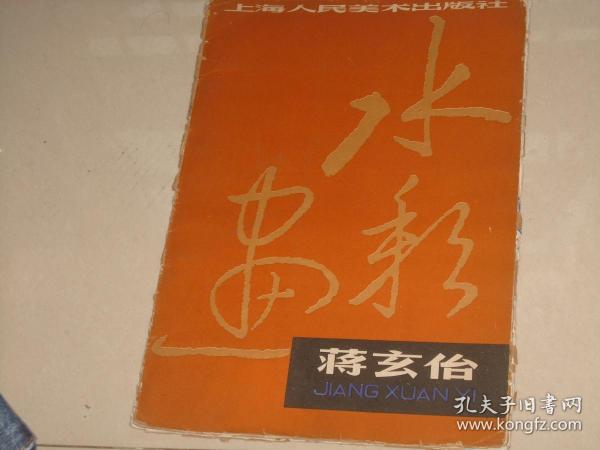 上海人民美术出版社
水彩
画
蒋玄佁
JIANG XUAN YI
孔夫子旧书网
www.kongfz.com